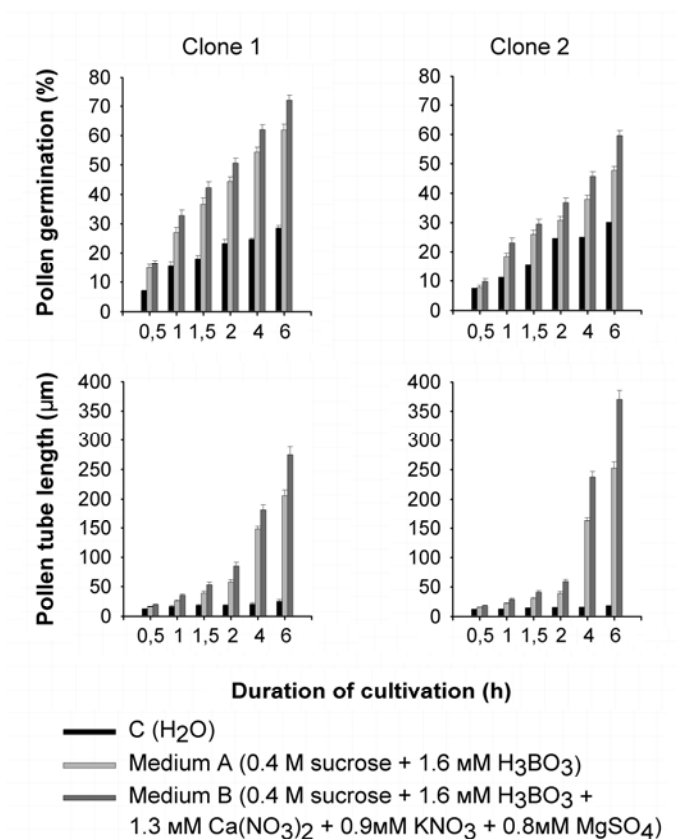 Clone 1
Clone 2
Pollen germination (%)
80
70
60
50
40
30
20
10
0
0,5 1 1,5 2 4 6
80
70
60
50
40
30
20
10
0
0,5 1 1,5 2 4 6
Pollen tube length (μm)
400
350
300
250
200
150
100
50
0
0,5 1 1,5 2 4 6
400
350
300
250
200
150
100
50
0
0,5 1 1,5 2 4 6
Duration of cultivation (h)
C (H₂O)
Medium A (0.4 M sucrose + 1.6 мM H₃BO₃)
Medium B (0.4 M sucrose + 1.6 мM H₃BO₃ +
1.3 мM Ca(NO₃)₂ + 0.9мM KNO₃ + 0.8мM MgSO₄)